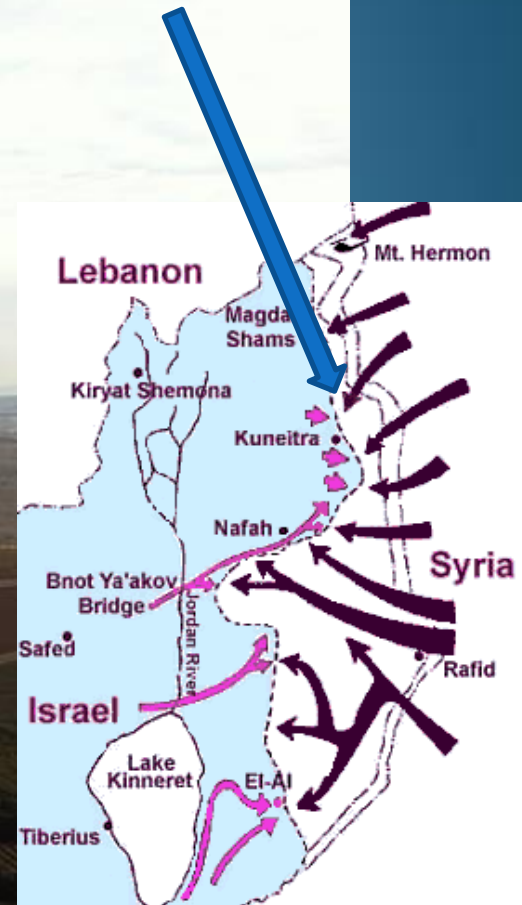 Mt. Hermon
Lebanon
Magda
Shams
Kiryat Shemona
Kuneitra
Nafah
Syria
Bnot Ya'akov
Bridge
Jordan River
Safed
Rafid
Israel
Lake
Kinneret
El-Al
Tiberius